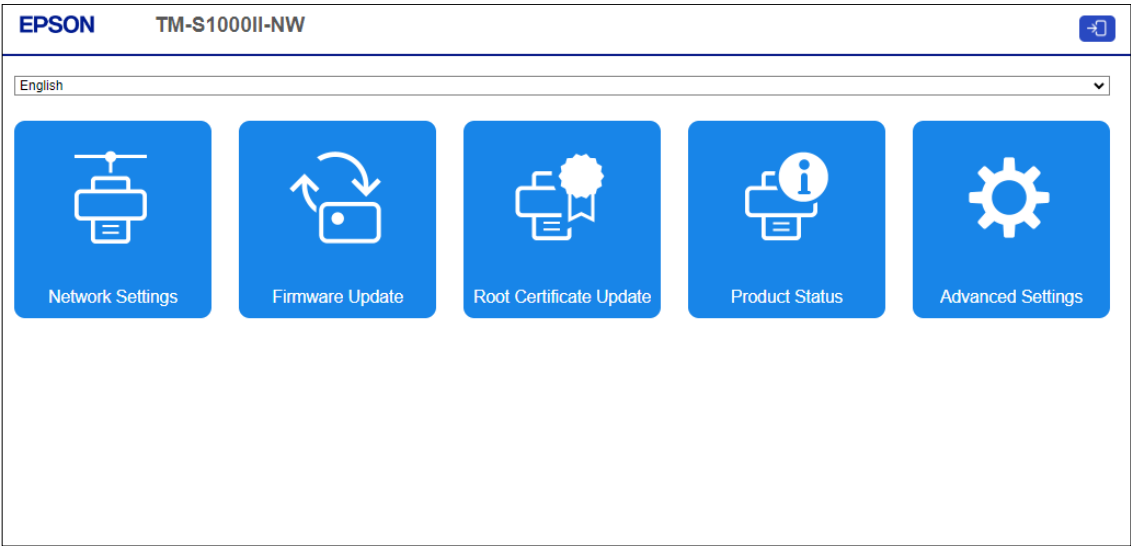 EPSON TM-S1000II-NW
English
Network Settings
Firmware Update
Root Certificate Update
Product Status
Advanced Settings